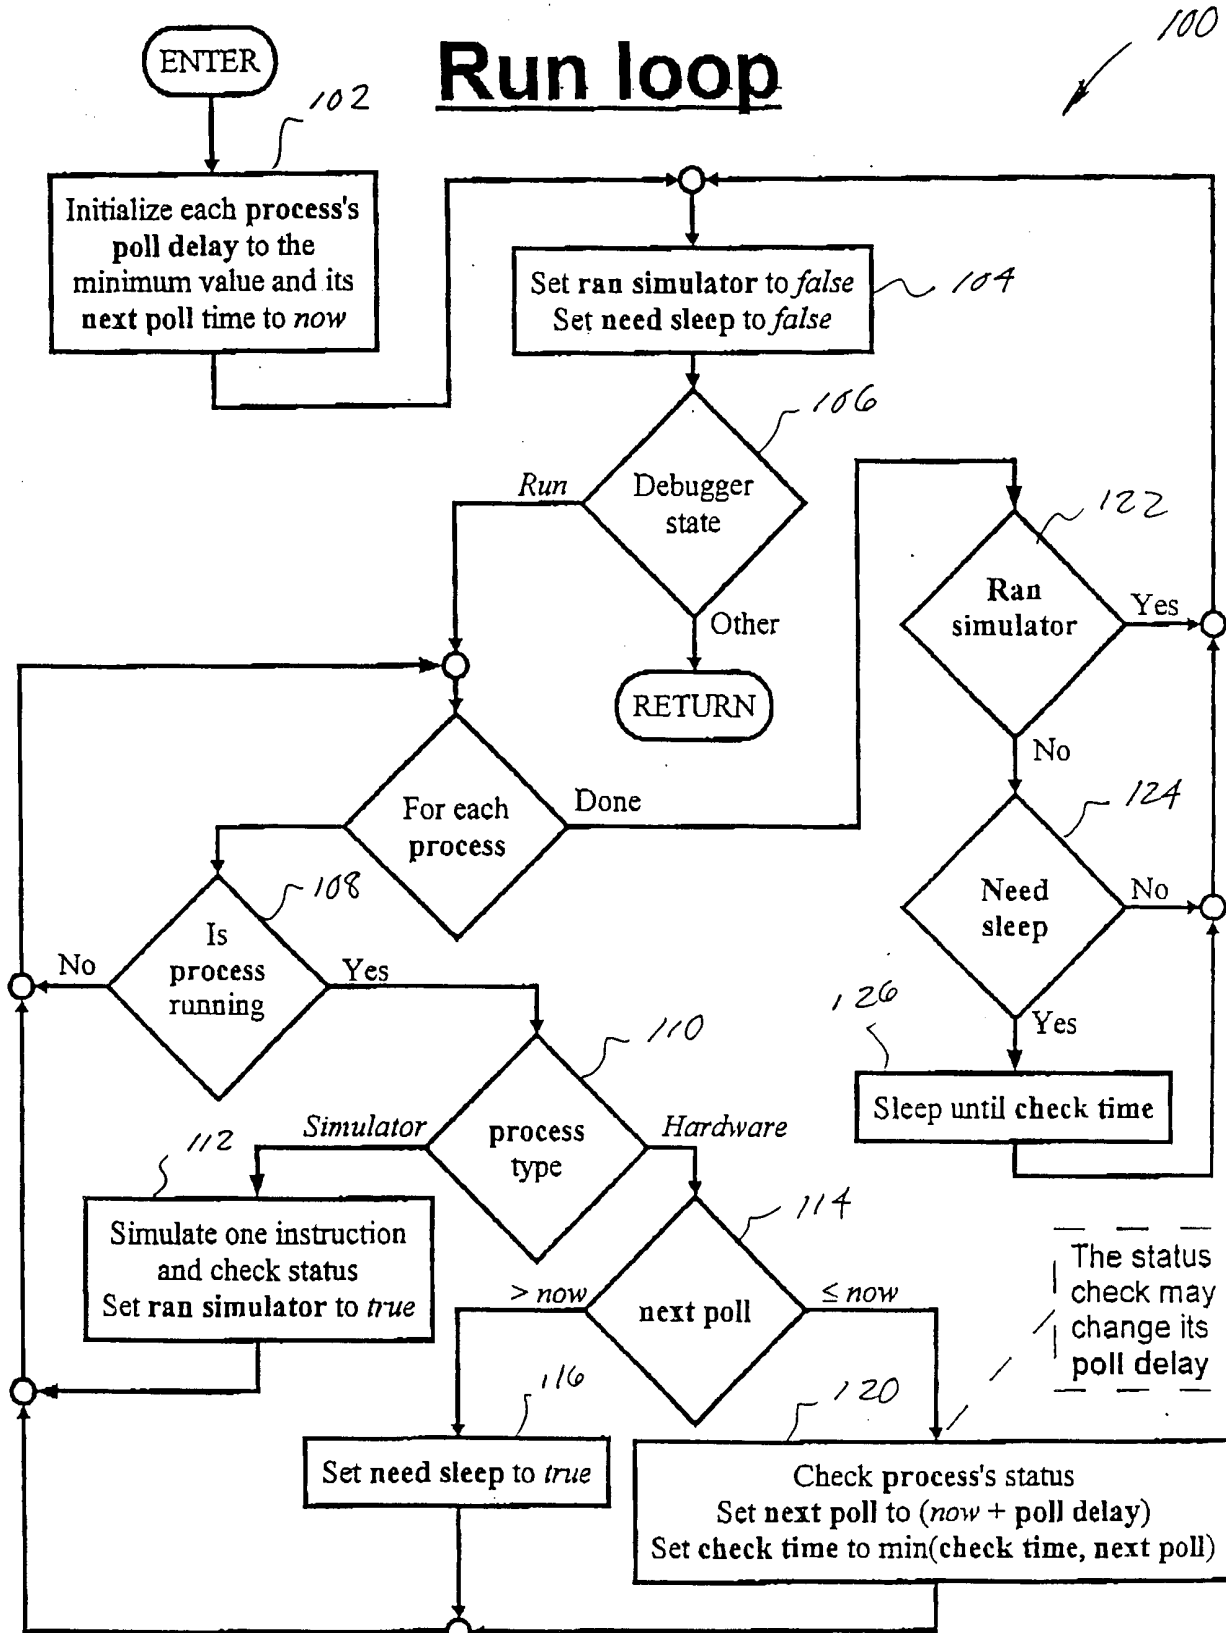 100
ENTER
Run loop
102
Initialize each process's
poll delay to the
minimum value and its
next poll time to now
Set ran simulator to false
Set need sleep to false
104
106
Debugger
state
Run
Other
RETURN
122
Ran
simulator
Yes
No
For each
process
Done
124
Need
sleep
No
Yes
108
Is
process
running
No
Yes
126
Sleep until check time
110
process
type
Simulator
Hardware
112
Simulate one instruction
and check status
Set ran simulator to true
114
next poll
> now
≤ now
The status
check may
change its
poll delay
116
Set need sleep to true
120
Check process's status
Set next poll to (now + poll delay)
Set check time to min(check time, next poll)